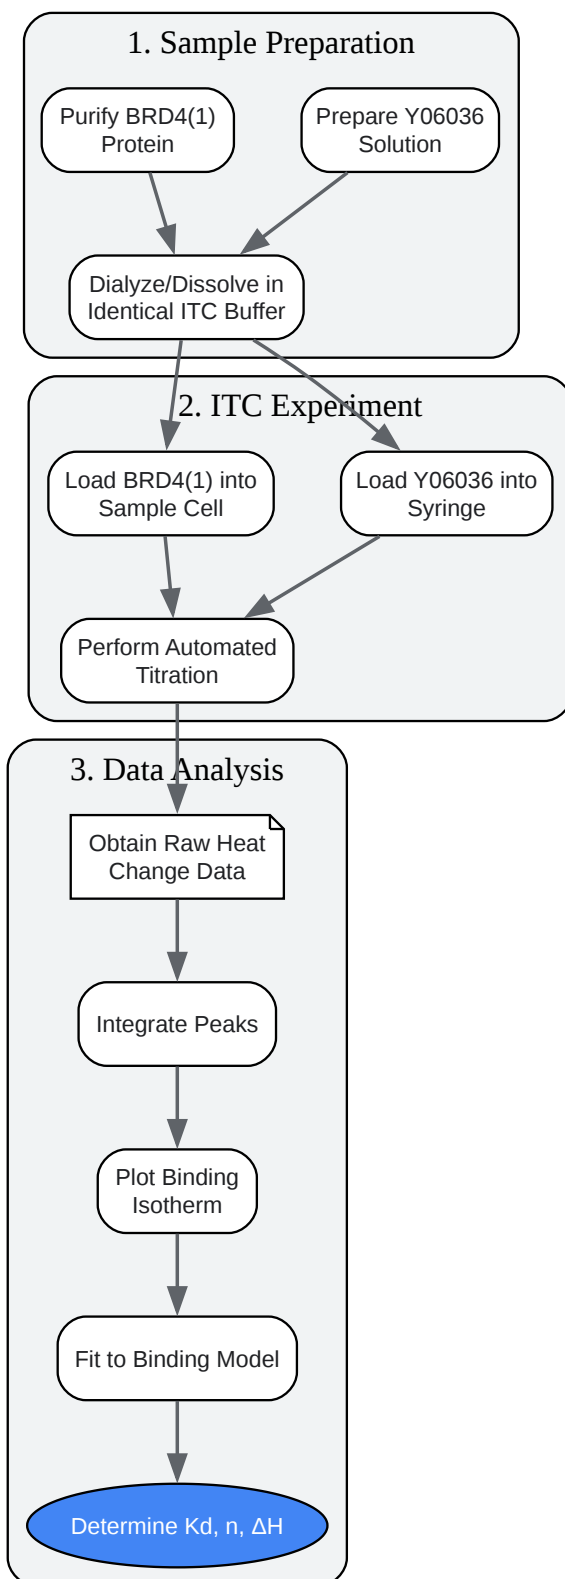 1. Sample Preparation
Purify BRD4(1)
Protein
Prepare Y06036
Solution
Dialyze/Dissolve in
Identical ITC Buffer
2. ITC Experiment
Load BRD4(1) into
Sample Cell
Load Y06036 into
Syringe
Perform Automated
Titration
3. Data Analysis
Obtain Raw Heat
Change Data
Integrate Peaks
Plot Binding
Isotherm
Fit to Binding Model
Determine Kd, n, ΔH